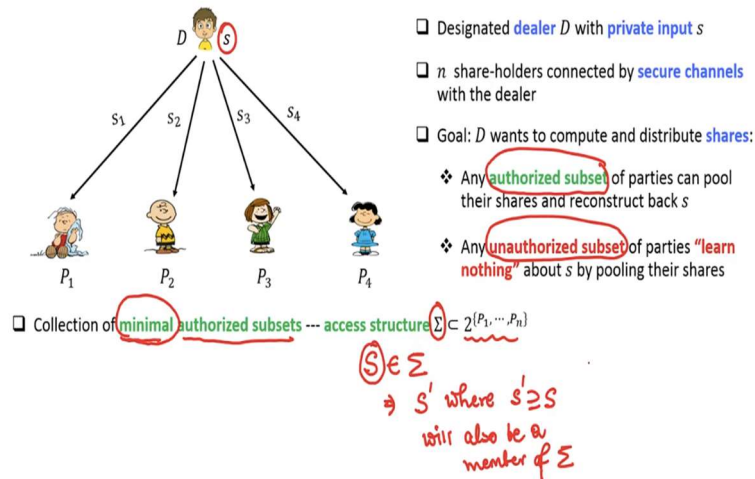 D s
S1 S2 S3 S4
P1 P2 P3 P4
❑ Designated dealer D with private input s
❑ n share-holders connected by secure channels
with the dealer
❑ Goal: D wants to compute and distribute shares:
❖ Any authorized subset of parties can pool
their shares and reconstruct back s
❖ Any unauthorized subset of parties “learn
nothing” about s by pooling their shares
❑ Collection of minimal authorized subsets --- access structure Σ ⊂ 2^{P1, ⋯ ,Pn}
S ∈ Σ
⇒ S' where S' ⊇ S
will also be a
member of Σ